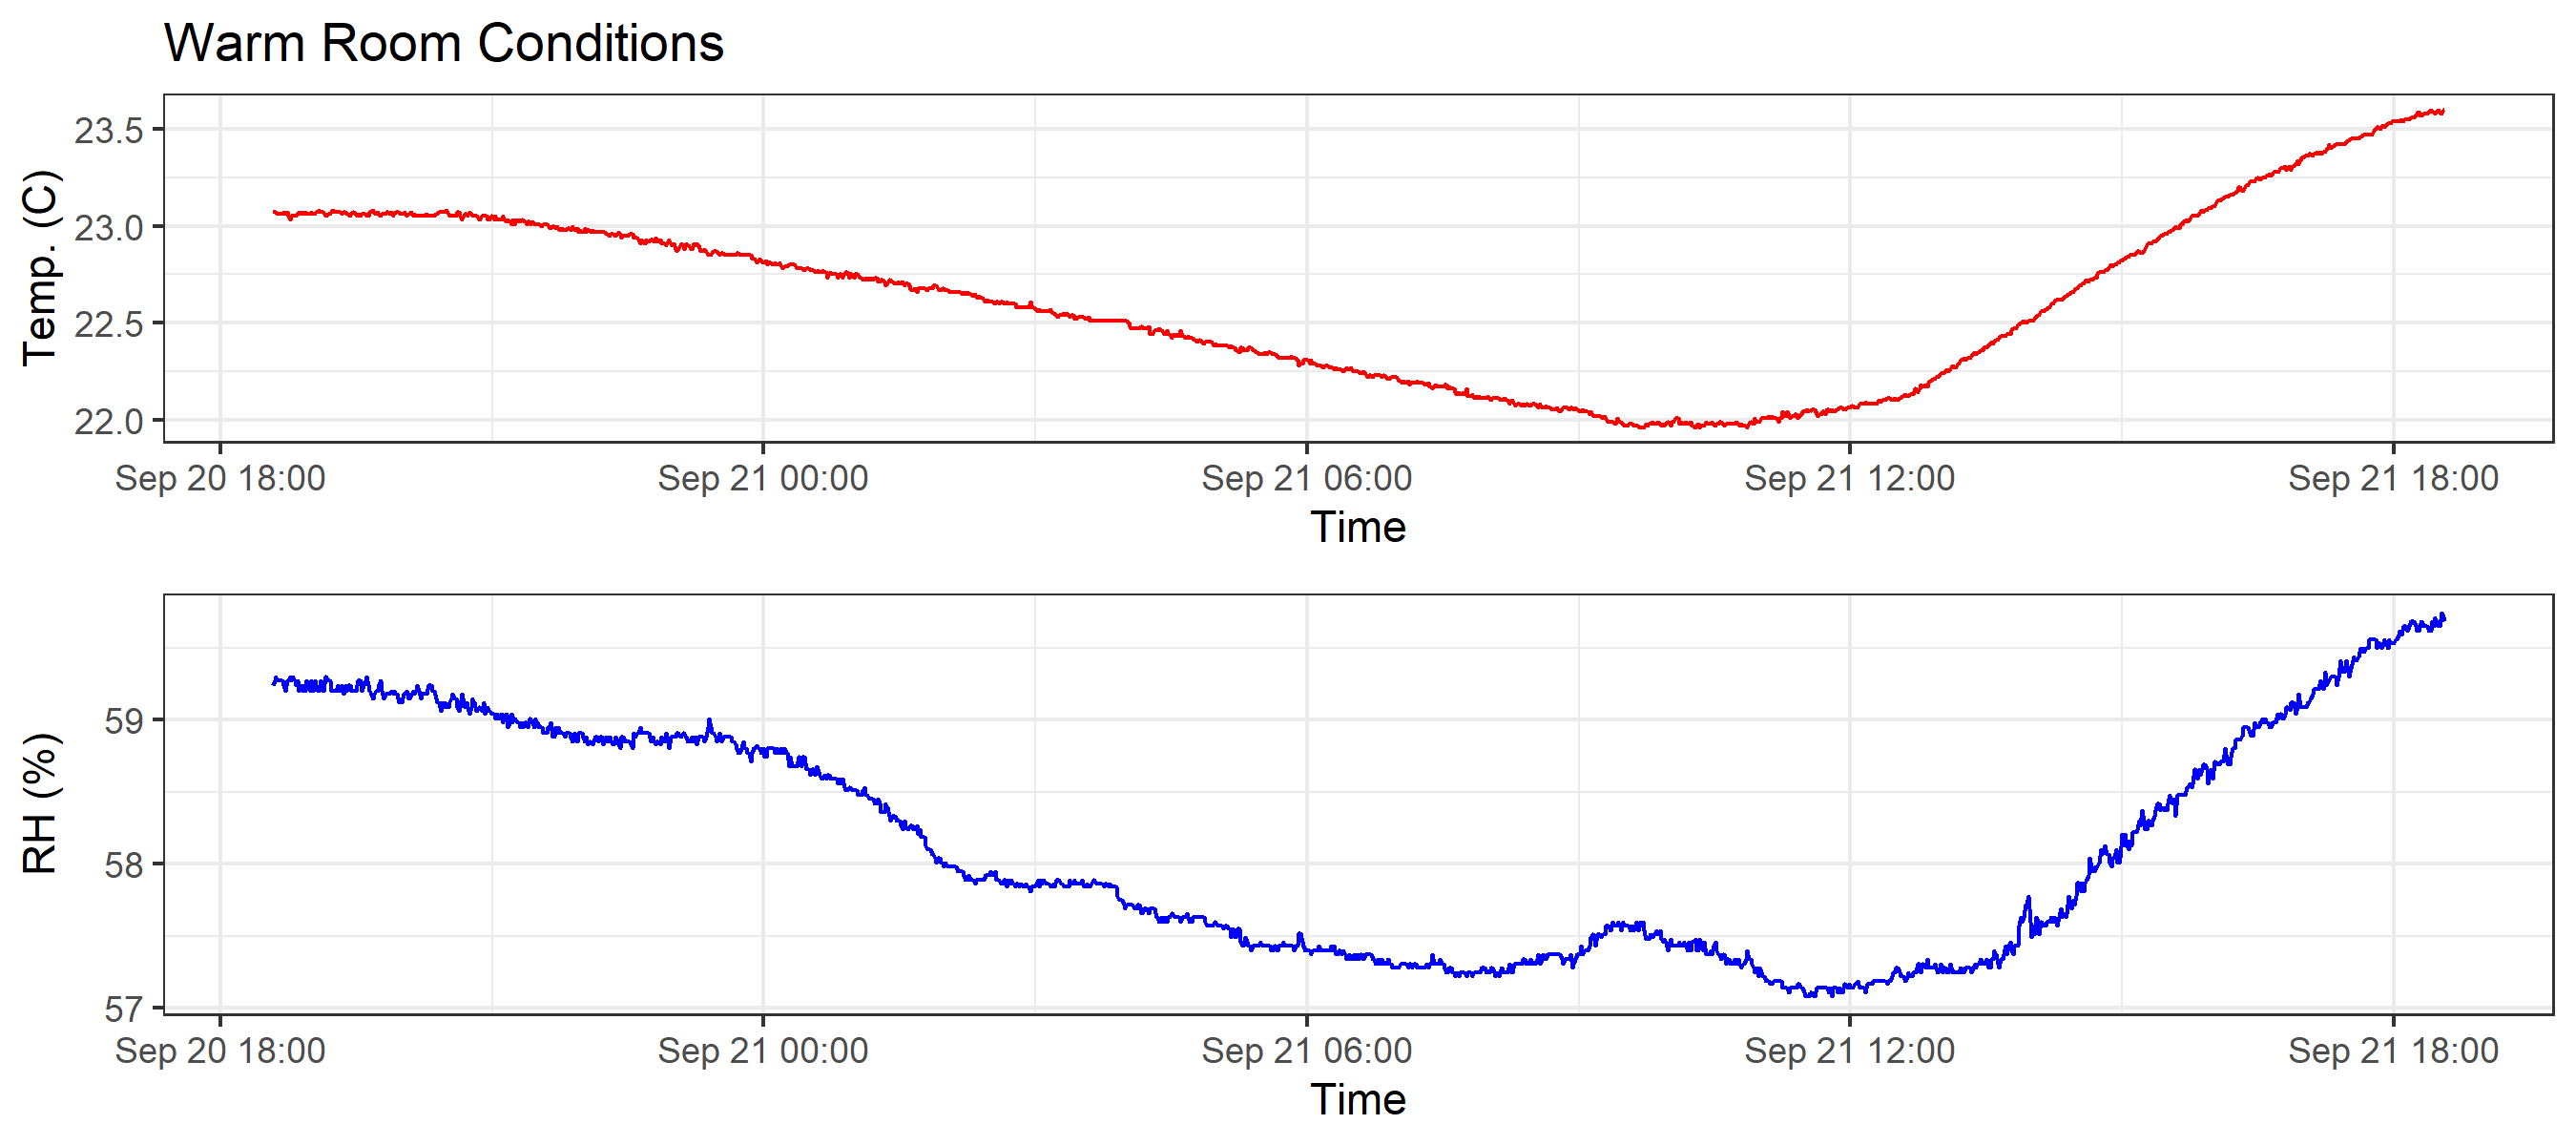 Warm Room Conditions
Temp. (C)
23.5
23.0
22.5
22.0
Sep 20 18:00 Sep 21 00:00 Sep 21 06:00 Sep 21 12:00 Sep 21 18:00
Time
RH (%)
59
58
57
Sep 20 18:00 Sep 21 00:00 Sep 21 06:00 Sep 21 12:00 Sep 21 18:00
Time